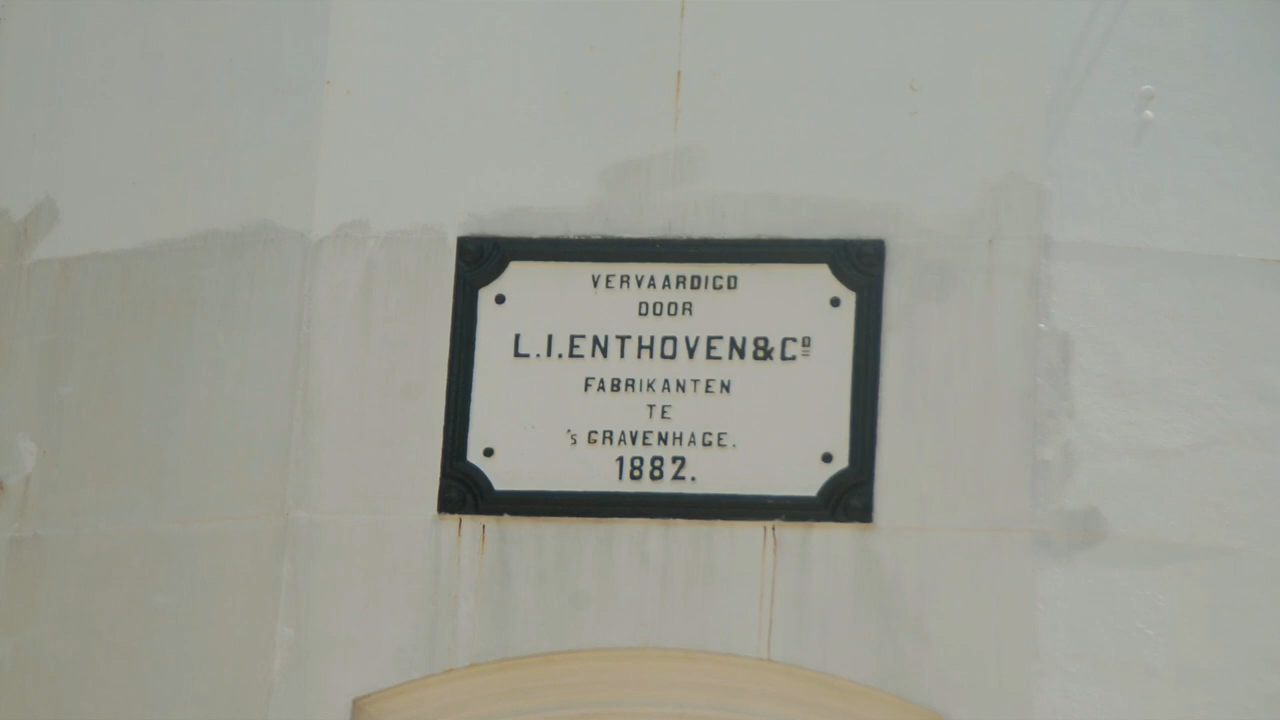 VERVAARDIGD
DOOR
L.I.ENTHOVEN&Cº
FABRIKANTEN
TE
's GRAVENHAGE.
1882.